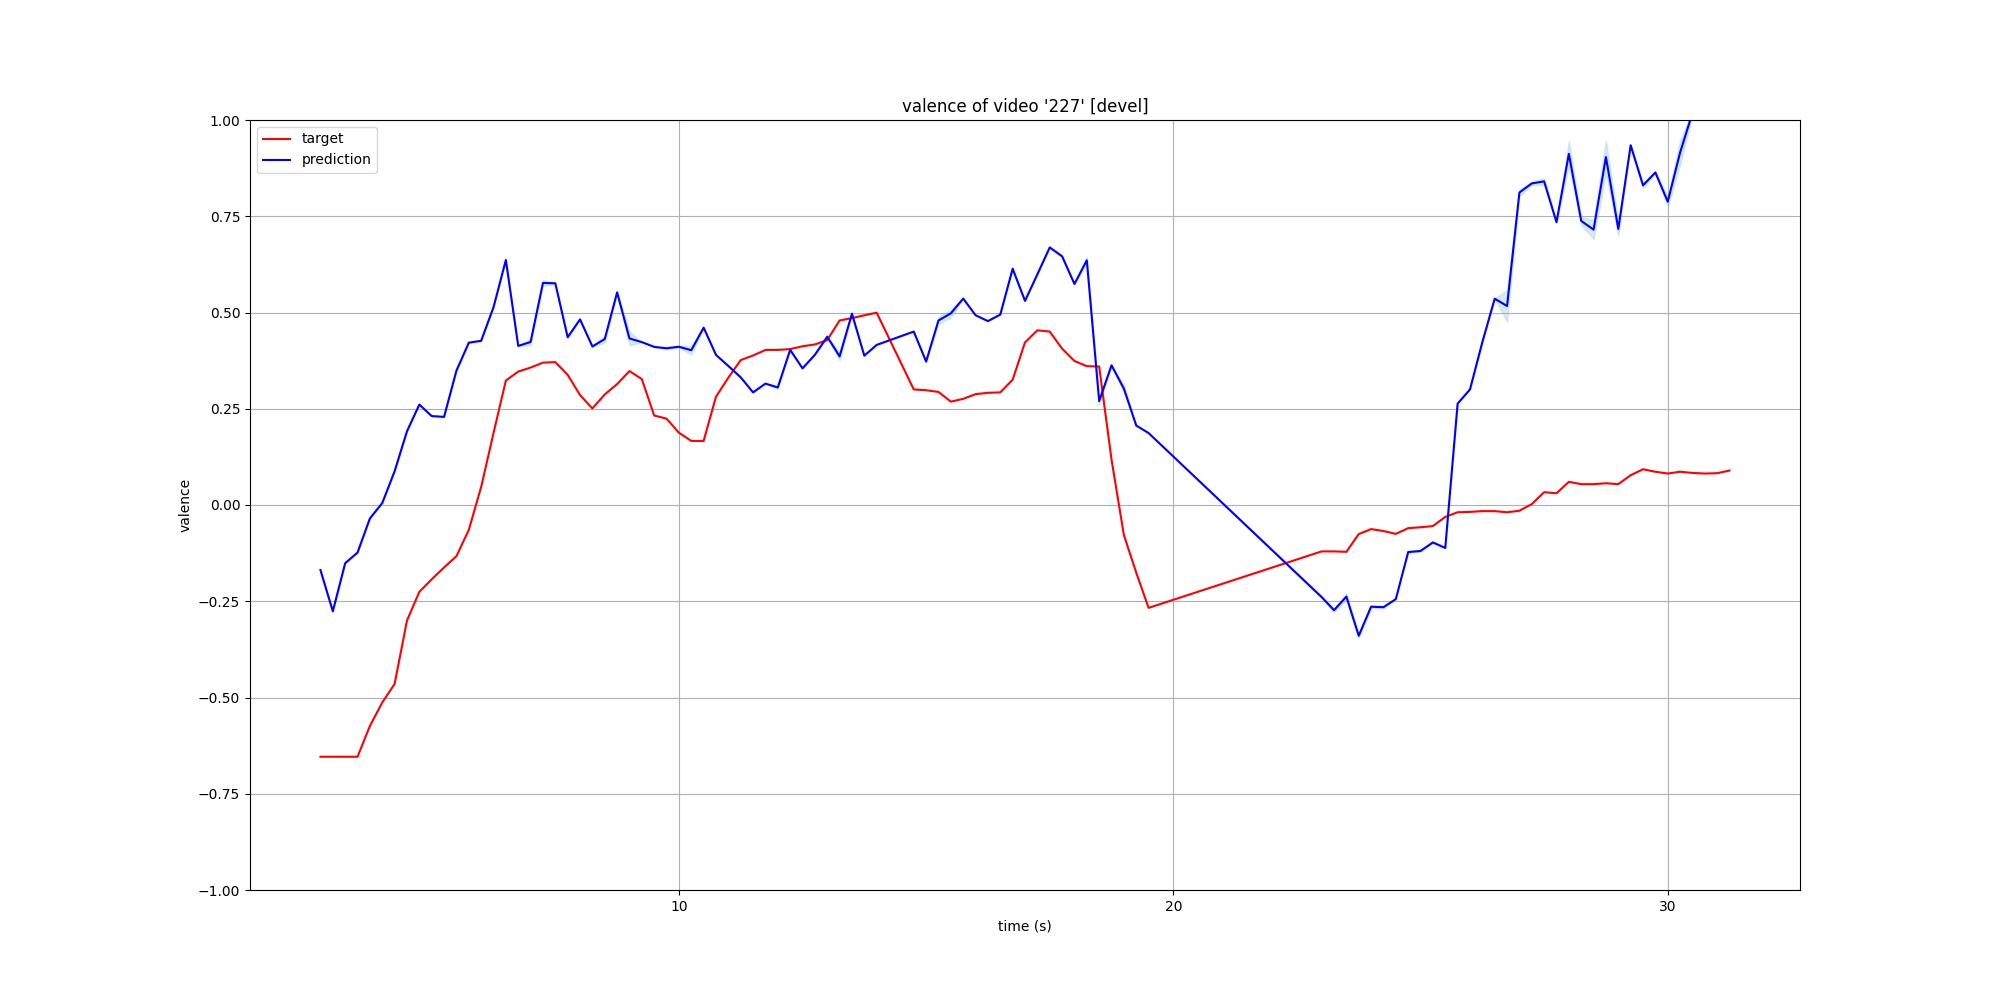 valence of video '227' [devel]
target
prediction
1.00
0.75
0.50
0.25
0.00
−0.25
−0.50
−0.75
−1.00
valence
10
20
30
time (s)